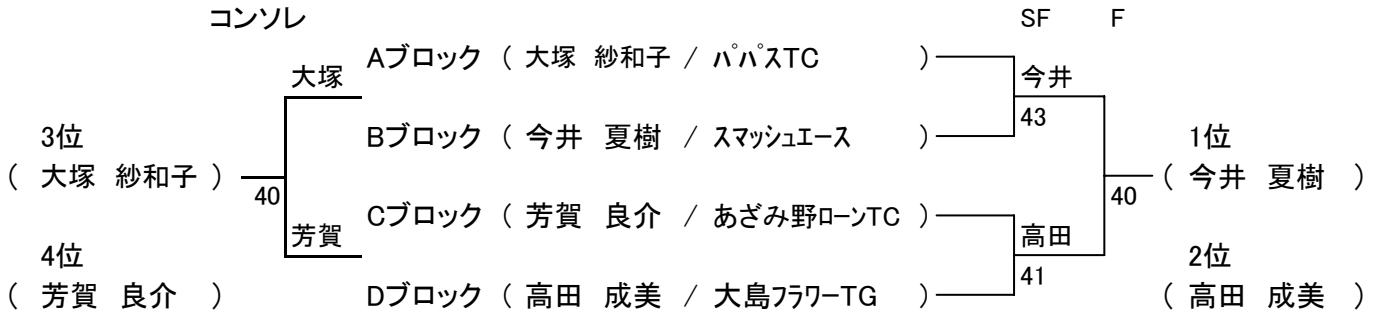 コンソレ SF F
大塚 Aブロック ( 大塚 紗和子 / パパスTC ) 今井
43
3位 Bブロック ( 今井 夏樹 / スマッシュエース ) 1位
( 大塚 紗和子 ) 40 40 ( 今井 夏樹 )
芳賀 Cブロック ( 芳賀 良介 / あざみ野ローンTC ) 高田
4位 41 2位
( 芳賀 良介 ) Dブロック ( 高田 成美 / 大島フラワーTG ) ( 高田 成美 )